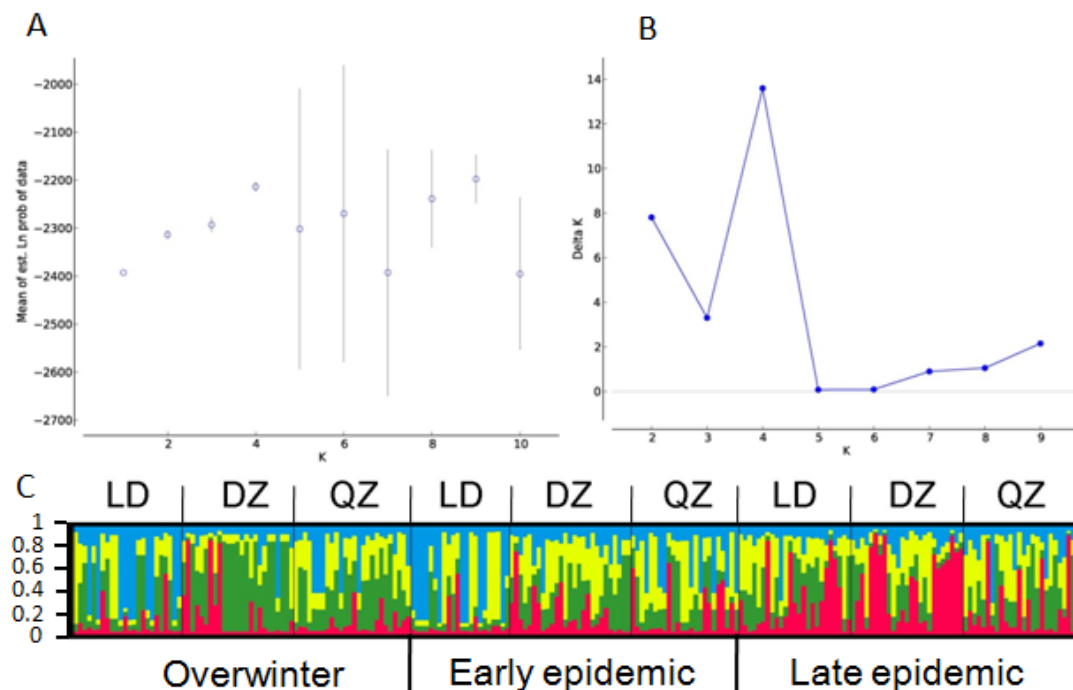 A
B
Mean of est. Ln prob of data
−2000
−2100
−2200
−2300
−2400
−2500
−2600
−2700
2 4 6 8 10
K
Delta K
14
12
10
8
6
4
2
0
2 3 4 5 6 7 8 9
K
C
LD DZ QZ LD DZ QZ LD DZ QZ
1
0.8
0.6
0.4
0.2
0
Overwinter Early epidemic Late epidemic